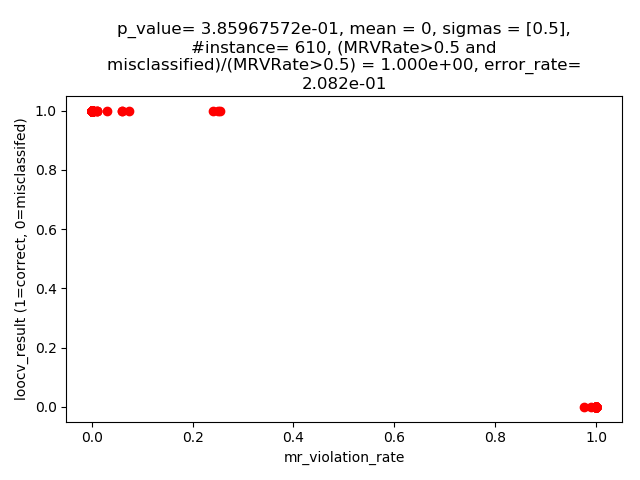 p_value= 3.85967572e-01, mean = 0, sigmas = [0.5],
#instance= 610, (MRVRate>0.5 and
misclassified)/(MRVRate>0.5) = 1.000e+00, error_rate=
2.082e-01
1.0
0.8
0.6
0.4
0.2
0.0
loocv_result (1=correct, 0=misclassifed)
0.0 0.2 0.4 0.6 0.8 1.0
mr_violation_rate